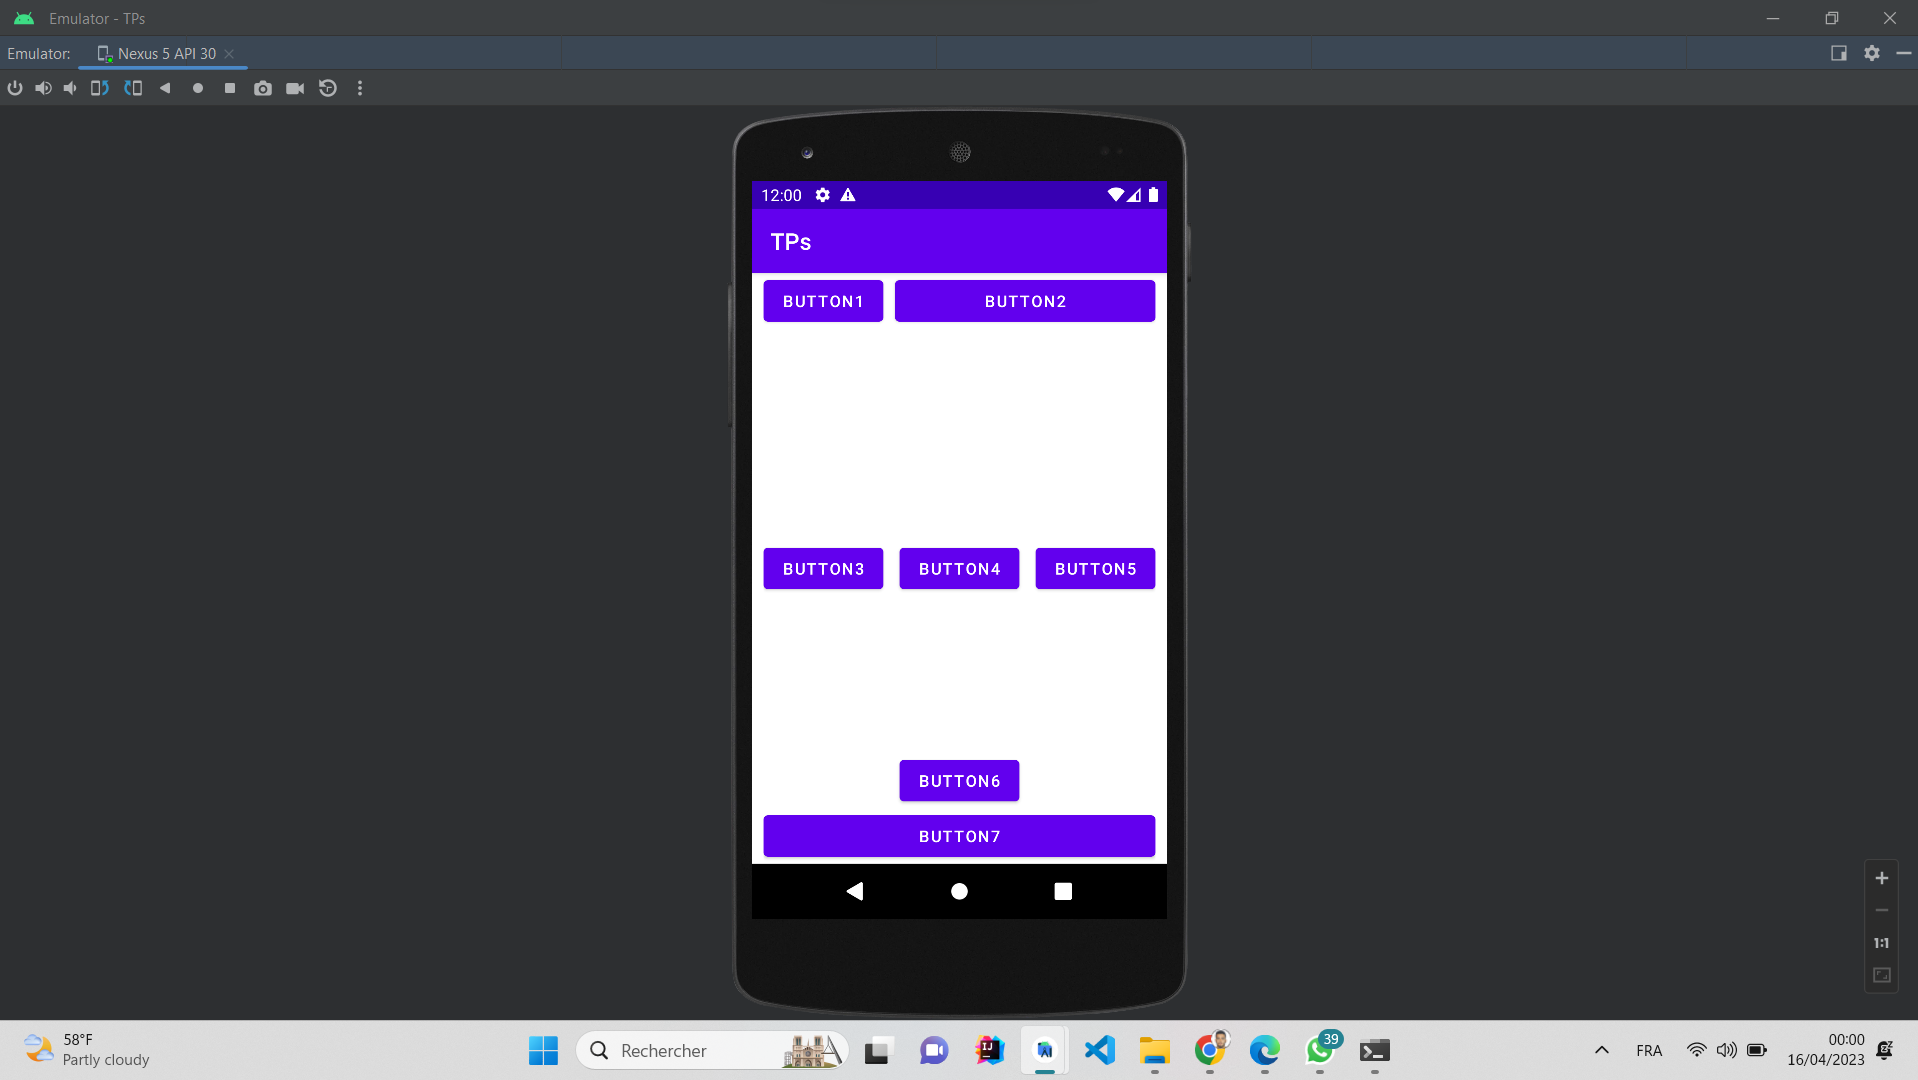 Emulator - TPs
Emulator: Nexus 5 API 30
12:00
TPs
BUTTON1 BUTTON2
BUTTON3 BUTTON4 BUTTON5
BUTTON6
BUTTON7
1:1
58°F
Partly cloudy
Rechercher
IJ
39
FRA
00:00
16/04/2023